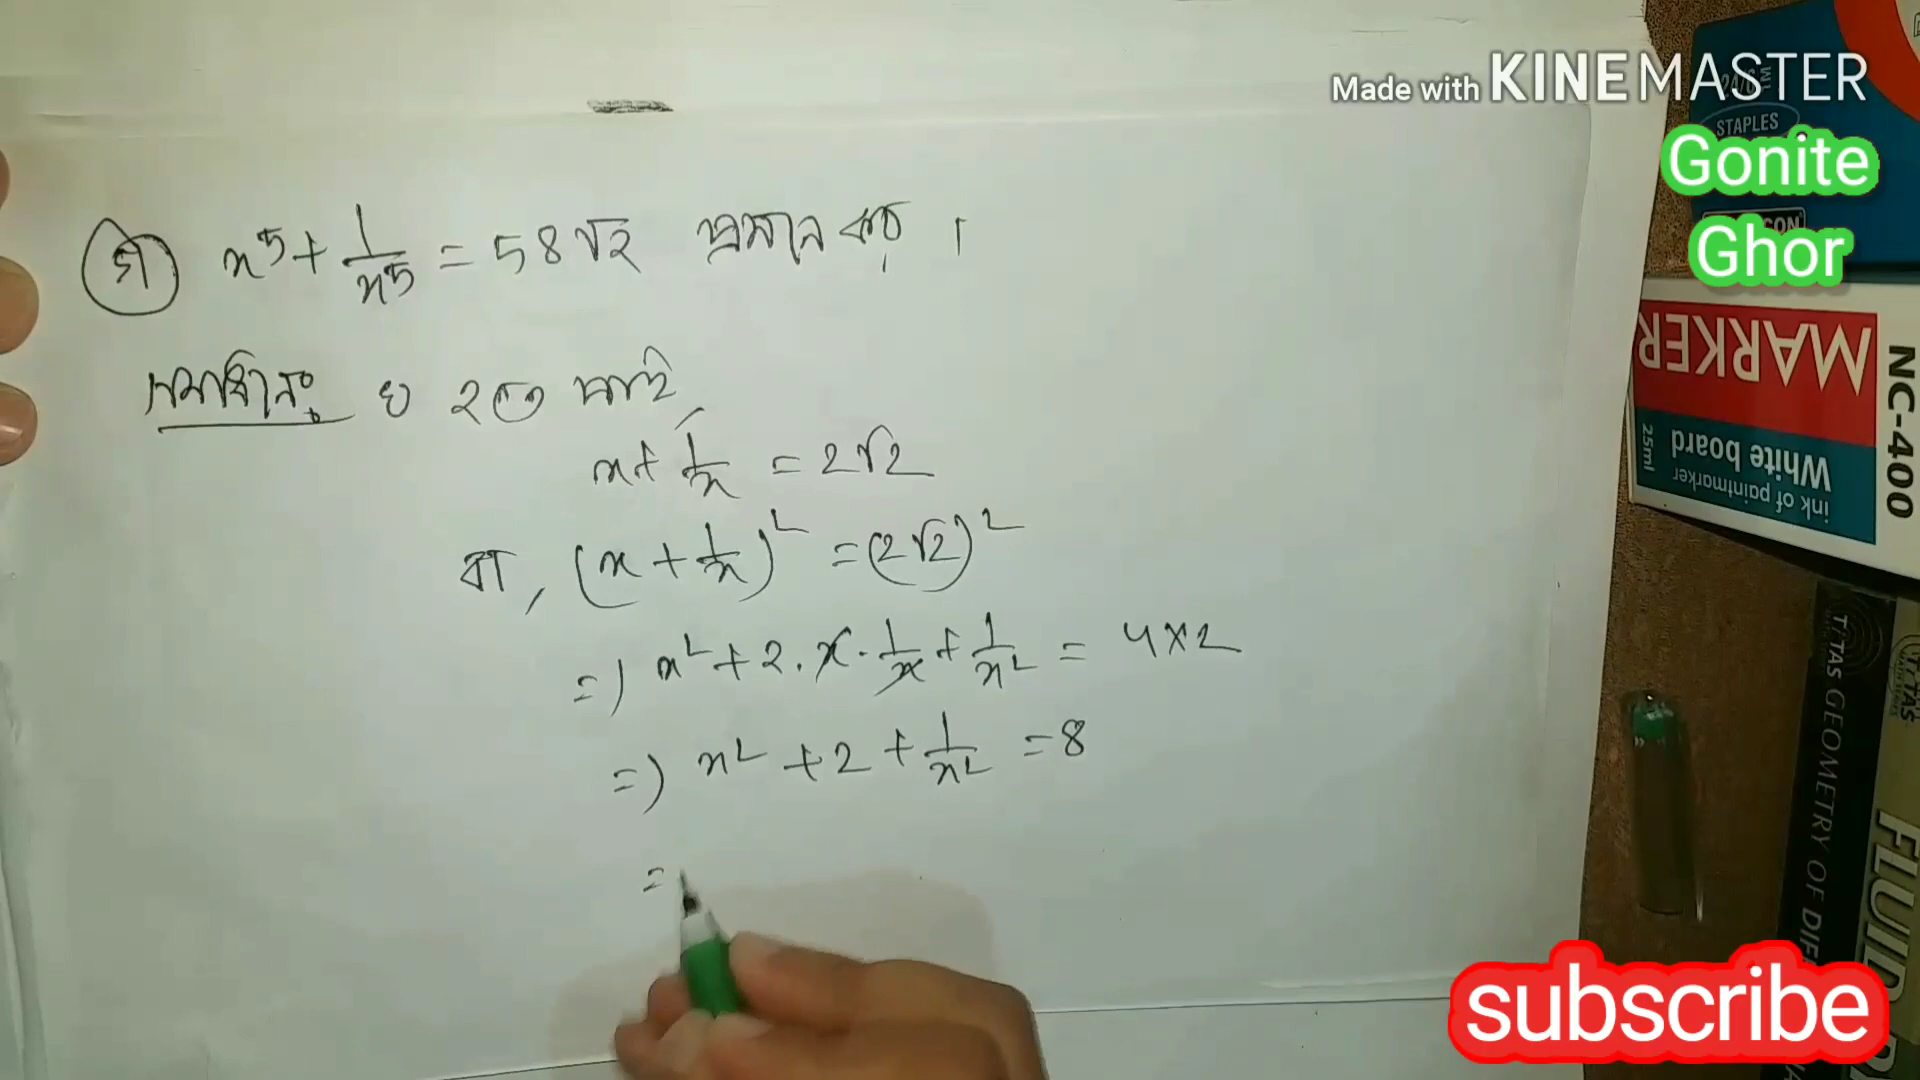 Made with KINEMASTER
Gonite
Ghor
STAPLES
MARKER
NC-400
White board
ink of paintmarker
25ml
গ x⁵ + 1/x⁵ = 58√২ প্রমান কর ।
সমাধানঃ খ হতে পাই,
x + 1/x = 2√2
বা, (x + 1/x)² = (2√2)²
=) x² + 2.x.1/x + 1/x² = 4×2
=) x² + 2 + 1/x² = 8
=
TITAS GEOMETRY OF DIF
FLUID
subscribe